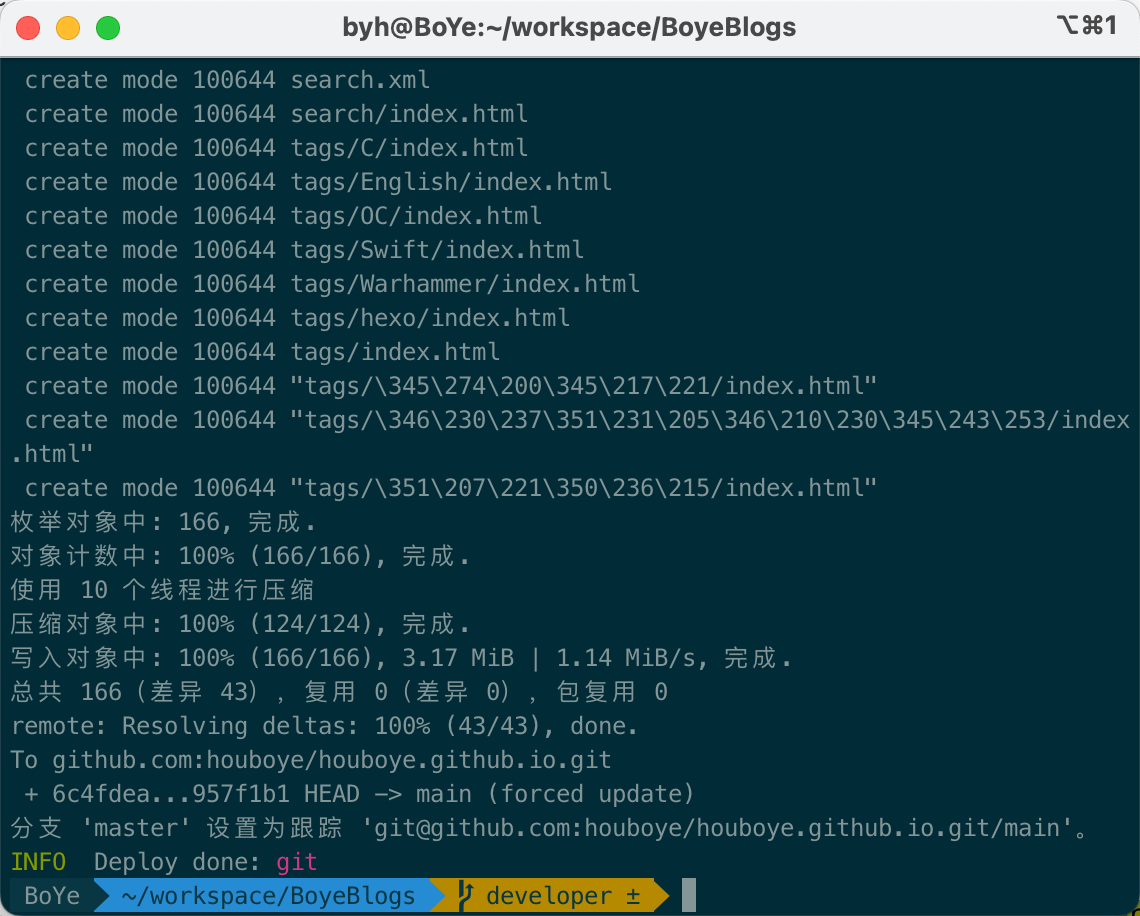 byh@BoYe:~/workspace/BoyeBlogs
⌥⌘1
create mode 100644 search.xml
create mode 100644 search/index.html
create mode 100644 tags/C/index.html
create mode 100644 tags/English/index.html
create mode 100644 tags/OC/index.html
create mode 100644 tags/Swift/index.html
create mode 100644 tags/Warhammer/index.html
create mode 100644 tags/hexo/index.html
create mode 100644 tags/index.html
create mode 100644 "tags/\345\274\200\345\217\221/index.html"
create mode 100644 "tags/\346\230\237\351\231\205\346\210\230\345\243\253/index
.html"
create mode 100644 "tags/\351\207\221\350\236\215/index.html"
枚举对象中: 166, 完成.
对象计数中: 100% (166/166), 完成.
使用 10 个线程进行压缩
压缩对象中: 100% (124/124), 完成.
写入对象中: 100% (166/166), 3.17 MiB | 1.14 MiB/s, 完成.
总共 166（差异 43），复用 0（差异 0），包复用 0
remote: Resolving deltas: 100% (43/43), done.
To github.com:houboye/houboye.github.io.git
+ 6c4fdea...957f1b1 HEAD -> main (forced update)
分支 'master' 设置为跟踪 'git@github.com:houboye/houboye.github.io.git/main'。
INFO  Deploy done: git
BoYe ~/workspace/BoyeBlogs developer ±